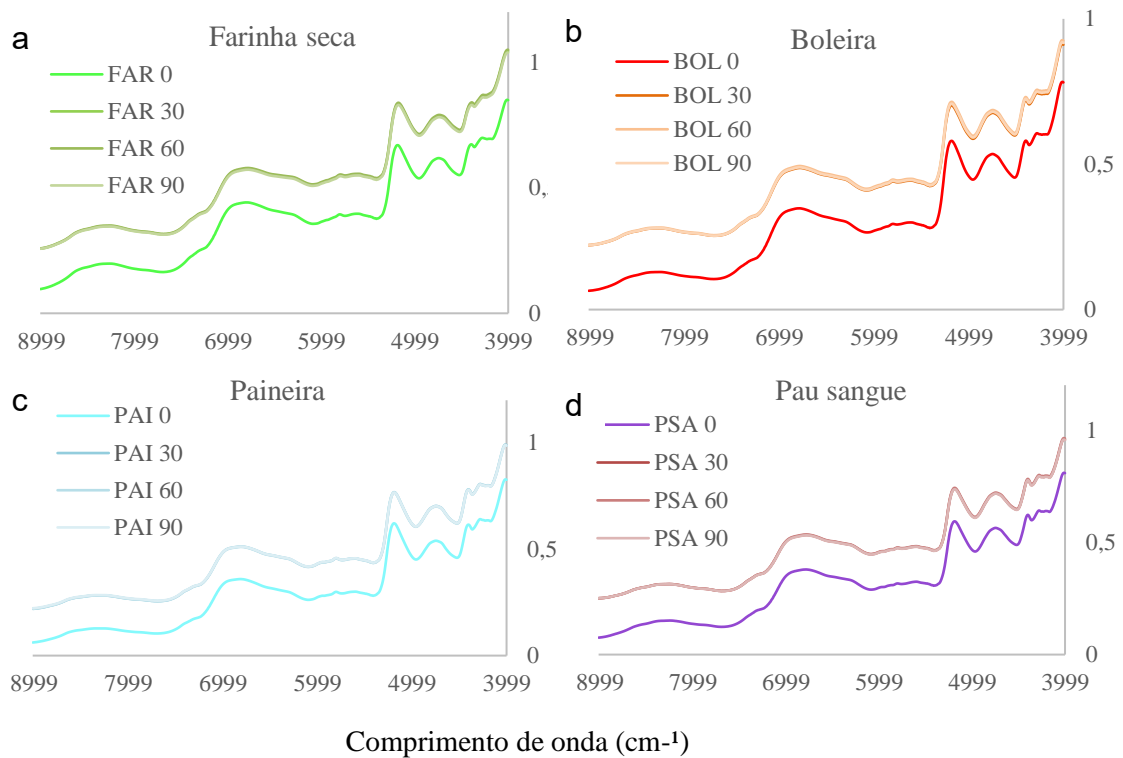 a
Farinha seca
FAR 0
FAR 30
FAR 60
FAR 90
1
0,
0
8999 7999 6999 5999 4999 3999
b
Boleira
BOL 0
BOL 30
BOL 60
BOL 90
1
0,5
0
8999 7999 6999 5999 4999 3999
c
Paineira
PAI 0
PAI 30
PAI 60
PAI 90
1
0,5
0
8999 7999 6999 5999 4999 3999
d
Pau sangue
PSA 0
PSA 30
PSA 60
PSA 90
1
0,5
0
8999 7999 6999 5999 4999 3999
Comprimento de onda (cm-¹)